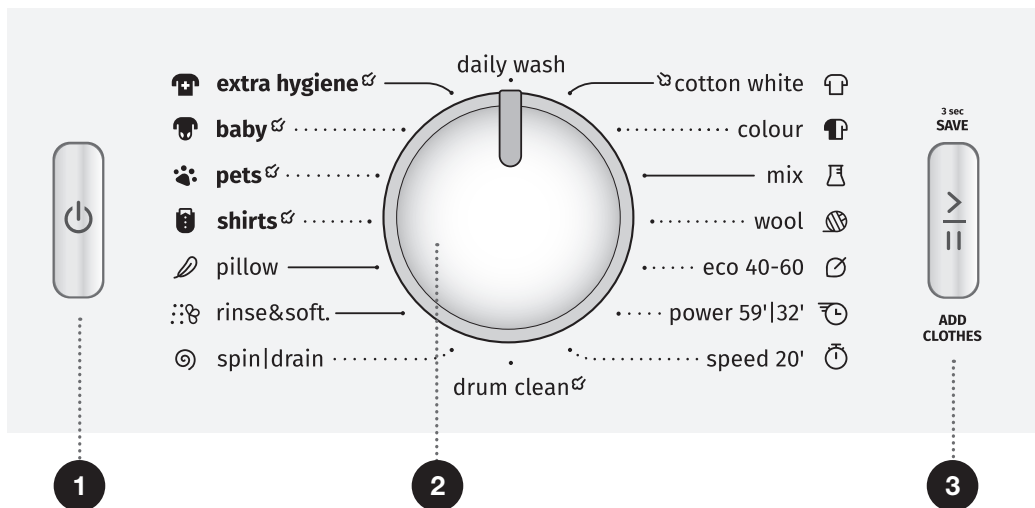 daily wash
extra hygiene
baby
pets
shirts
pillow
rinse&soft.
spin|drain
cotton white
colour
mix
wool
eco 40-60
power 59'|32'
speed 20'
drum clean
3 sec
SAVE
ADD
CLOTHES
1
2
3